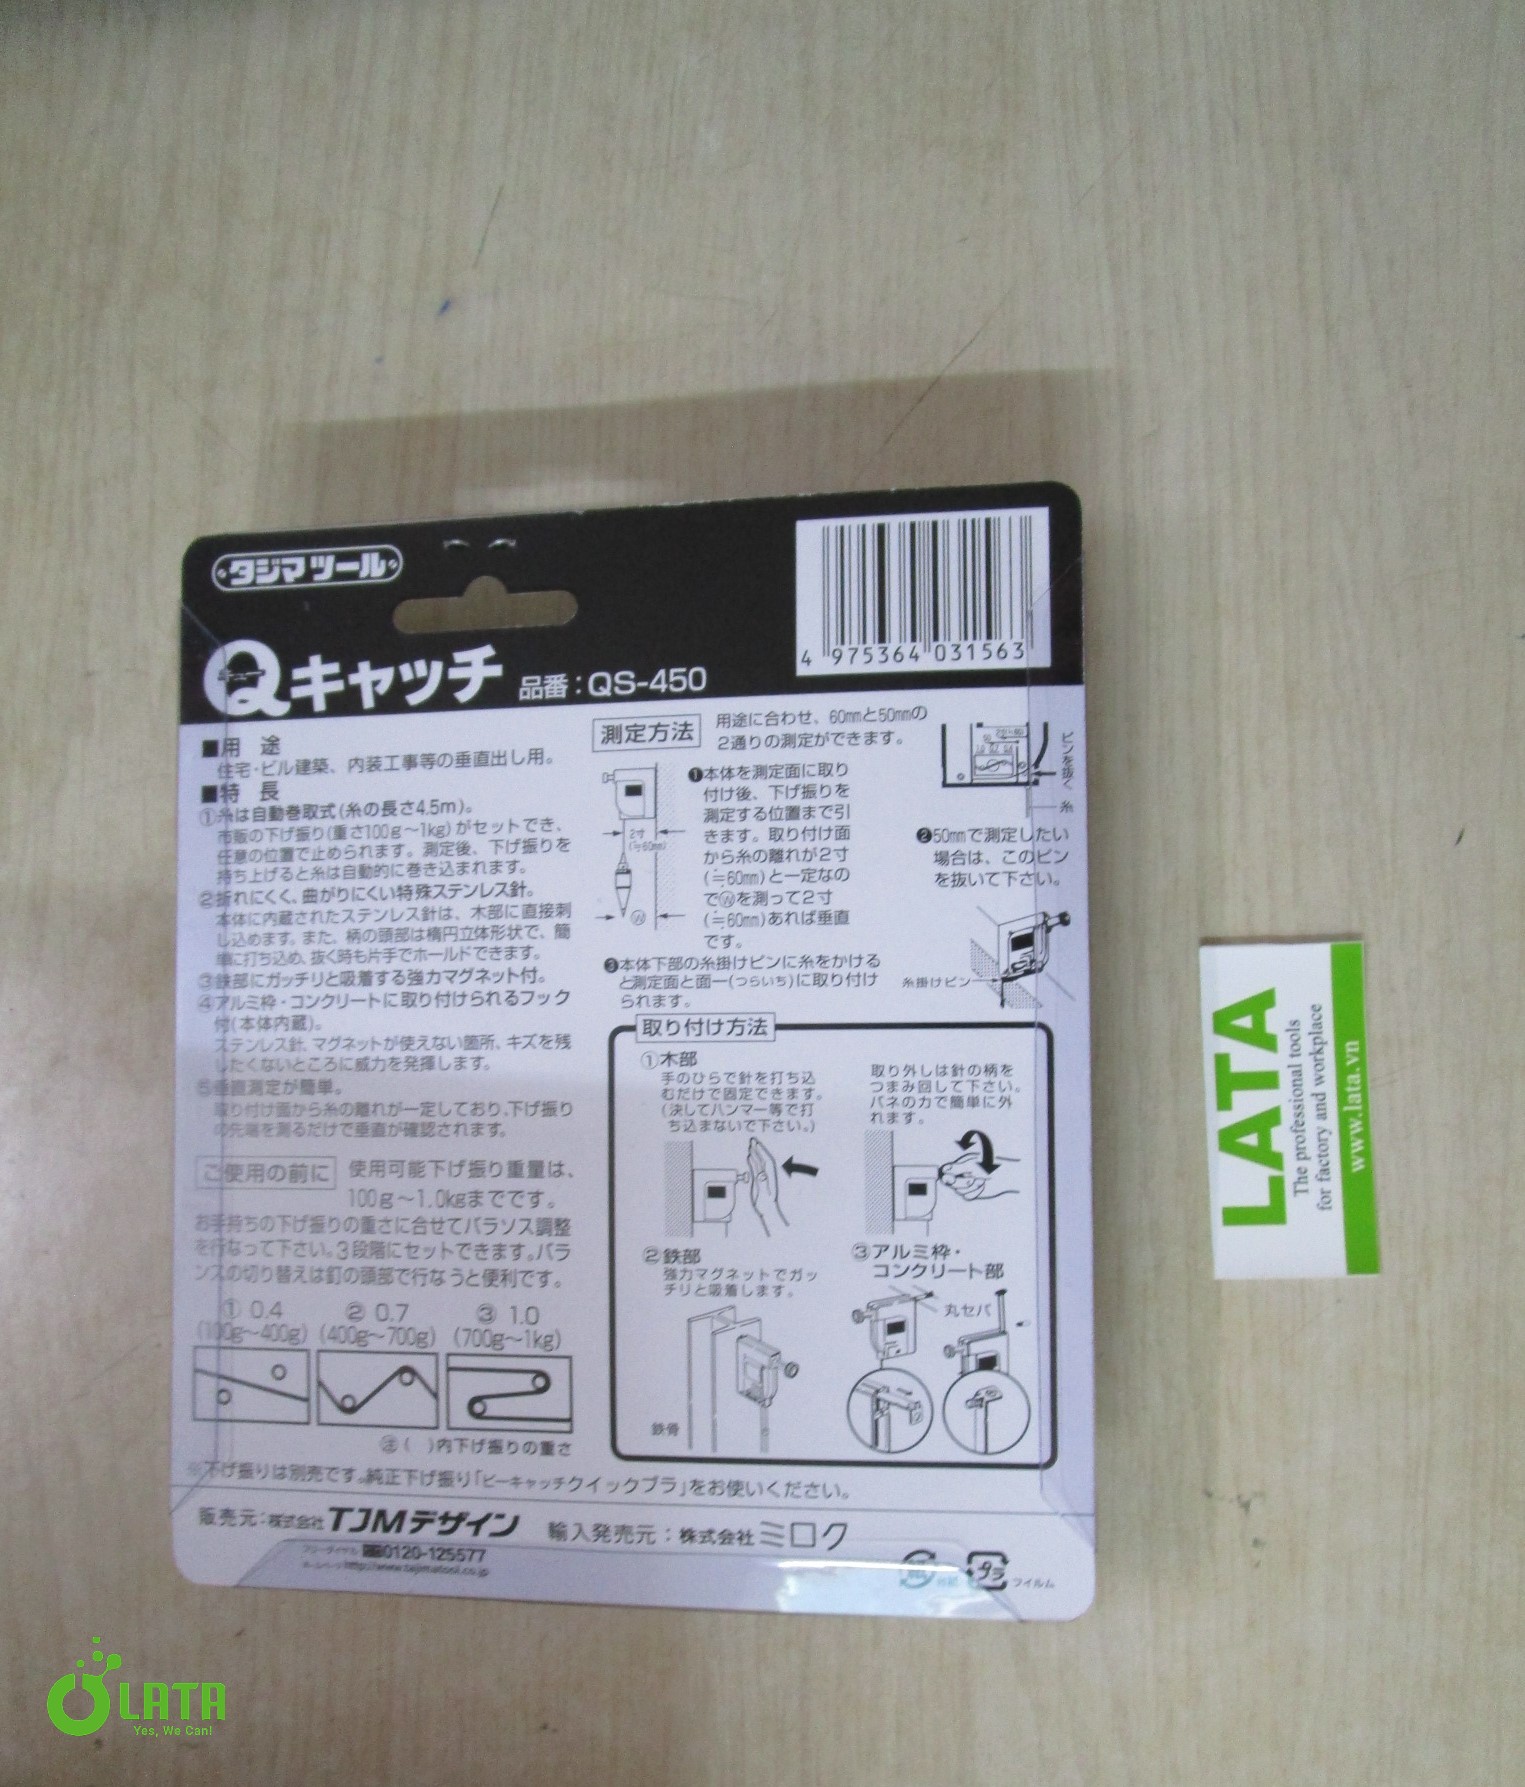 タジマツール
Qキャッチ 品番：QS-450
4 975364 031563
■用　途
住宅・ビル建築、内装工事等の垂直出し用。
■特　長
①糸は自動巻取式(糸の長さ4.5m)。
市販の下げ振り(重さ100g〜1kg)がセットでき、
任意の位置で止められます。測定後、下げ振りを
持ち上げると糸は自動的に巻き込まれます。
②折れにくく、曲がりにくい特殊ステンレス針。
本体に内蔵されたステンレス針は、木部に直接刺
し込めます。また、柄の頭部は楕円立体形状で、簡
単に打ち込め、抜く時も片手でホールドできます。
③鉄部にガッチリと吸着する強力マグネット付。
④アルミ枠・コンクリートに取り付けられるフック
付(本体内蔵)。
ステンレス針、マグネットが使えない箇所、キズを残
したくないところに威力を発揮します。
⑤垂直測定が簡単。
取り付け面から糸の離れが一定しており、下げ振り
の先端を測るだけで垂直が確認されます。
ご使用の前に 使用可能下げ振り重量は、
100g〜1.0kgまでです。
お手持ちの下げ振りの重さに合せてバランス調整
を行なって下さい。3段階にセットできます。バラ
ンスの切り替えは釘の頭部で行なうと便利です。
① 0.4 ② 0.7 ③ 1.0
(100g〜400g) (400g〜700g) (700g〜1kg)
注（　）内下げ振りの重さ
測定方法 用途に合わせ、60mmと50mmの
2通りの測定ができます。
❶本体を測定面に取り
付け後、下げ振りを
測定する位置まで引
きます。取り付け面
から糸の離れが2寸
(≒60mm)と一定なの
でⓌを測って2寸
(≒60mm)あれば垂直
です。
2寸
(≒60mm)
Ⓦ
ピンを抜く
糸
❷50mmで測定したい
場合は、このピン
を抜いて下さい。
❸本体下部の糸掛けピンに糸をかける
と測定面と面一(つらいち)に取り付け
られます。
糸掛けピン
取り付け方法
①木部
手のひらで針を打ち込
むだけで固定できます。
(決してハンマー等で打
ち込まないで下さい。)
取り外しは針の柄を
つまみ回して下さい。
バネの力で簡単に外
れます。
②鉄部
強力マグネットでガッ
チリと吸着します。
鉄骨
③アルミ枠・
コンクリート部
丸セパ
※下げ振りは別売です。純正下げ振り「ピーキャッチクイックブラ」をお使いください。
販売元：株式会社TJMデザイン 輸入発売元：株式会社ミロク
フリーダイヤル 0120-125577
ホームページhttp://www.tajimatool.co.jp
プラ
フイルム
LATA
The professional tools
for factory and workplace
www.lata.vn
LATA
Yes, We Can!